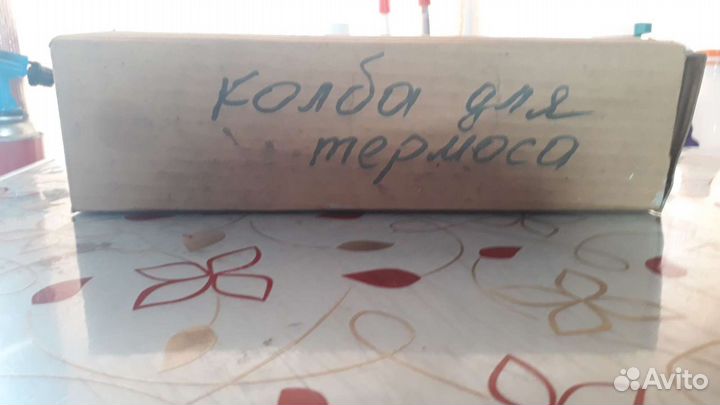 Колба для
термоса
Avito